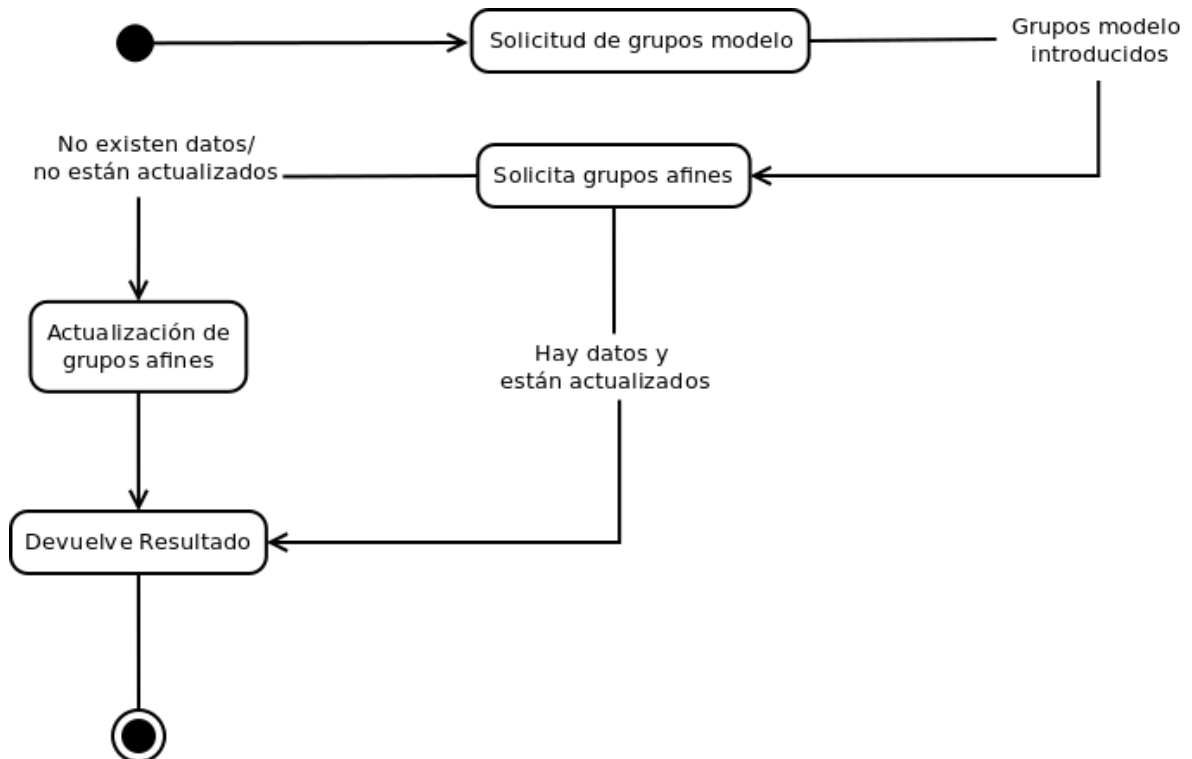 Solicitud de grupos modelo
Grupos modelo
introducidos
No existen datos/
no están actualizados
Solicita grupos afines
Actualización de
grupos afines
Hay datos y
están actualizados
Devuelve Resultado